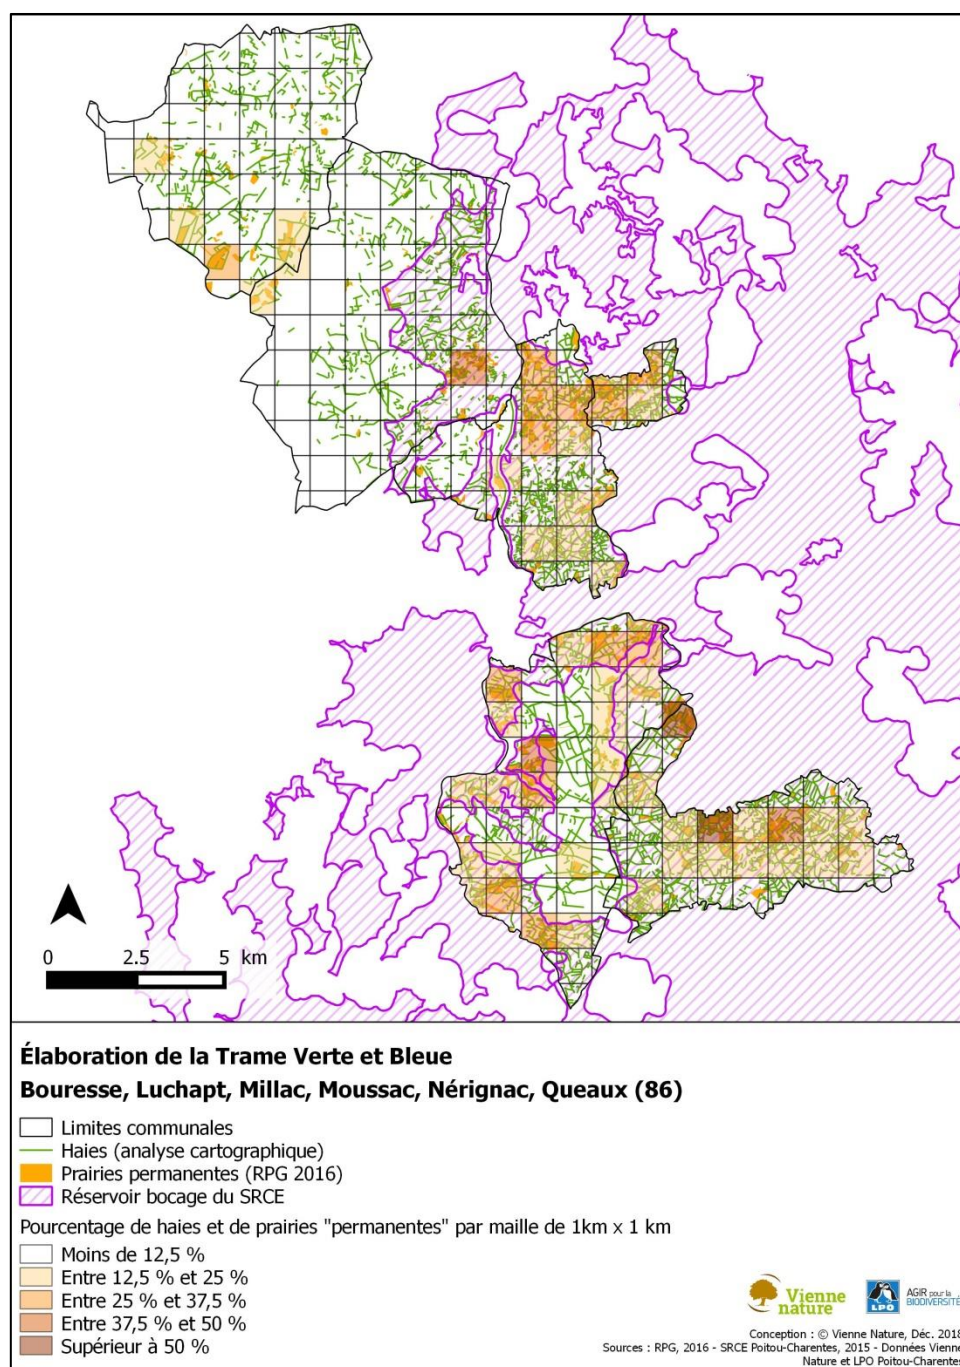 0 2.5 5 km
Élaboration de la Trame Verte et Bleue
Bouresse, Luchapt, Millac, Moussac, Nérignac, Queaux (86)
Limites communales
Haies (analyse cartographique)
Prairies permanentes (RPG 2016)
Réservoir bocage du SRCE
Pourcentage de haies et de prairies "permanentes" par maille de 1km x 1 km
Moins de 12,5 %
Entre 12,5 % et 25 %
Entre 25 % et 37,5 %
Entre 37,5 % et 50 %
Supérieur à 50 %
Vienne
nature
LPO
AGIR pour la
BIODIVERSITÉ
Conception : © Vienne Nature, Déc. 2018
Sources : RPG, 2016 - SRCE Poitou-Charentes, 2015 - Données Vienne
Nature et LPO Poitou-Charentes